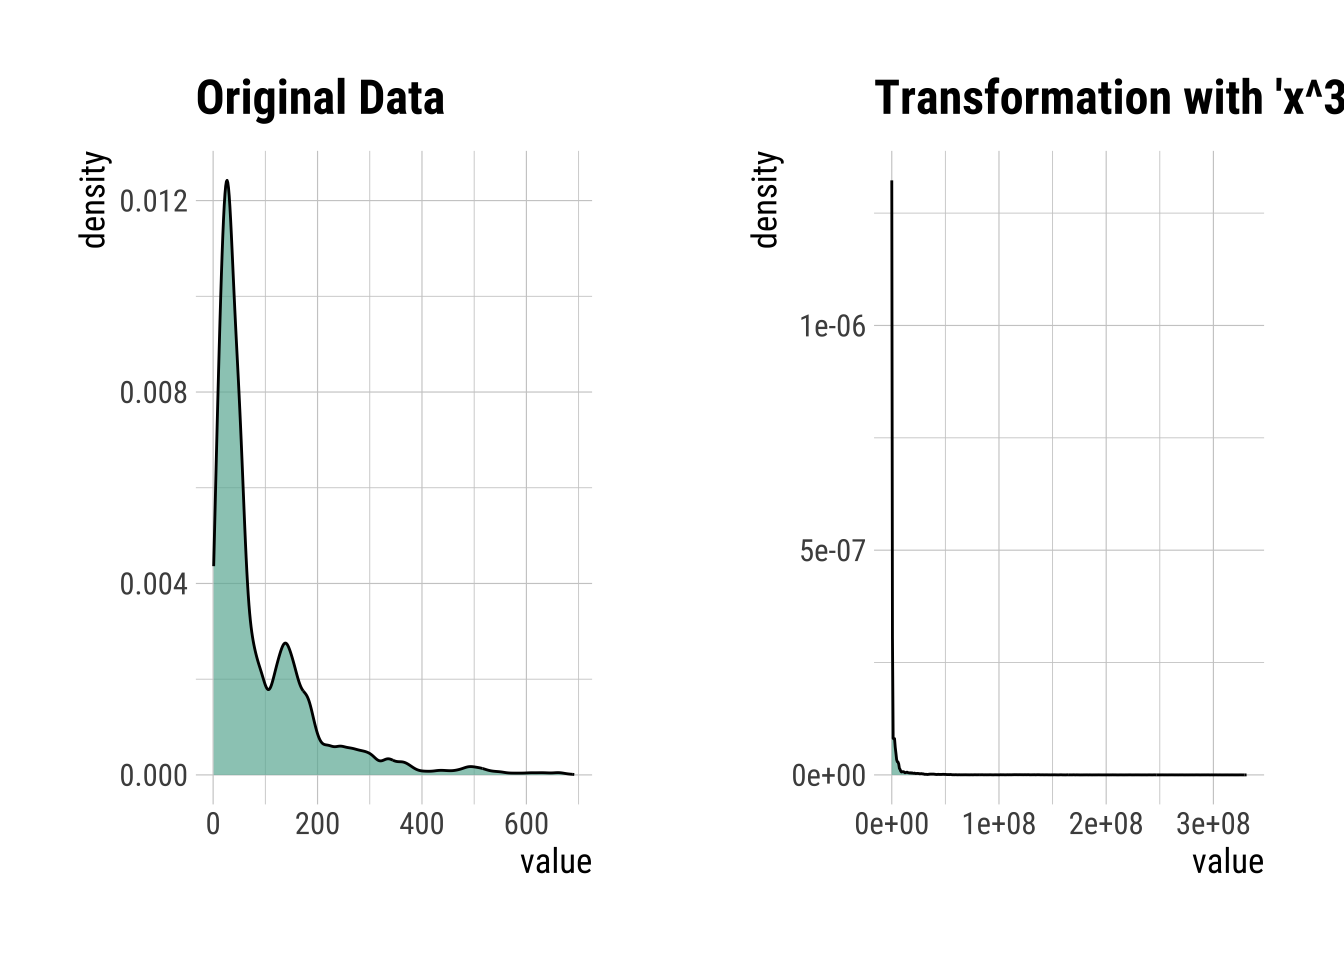 Original Data
density
0.012
0.008
0.004
0.000
0 200 400 600
value
Transformation with 'x^3
density
1e-06
5e-07
0e+00
0e+00 1e+08 2e+08 3e+08
value